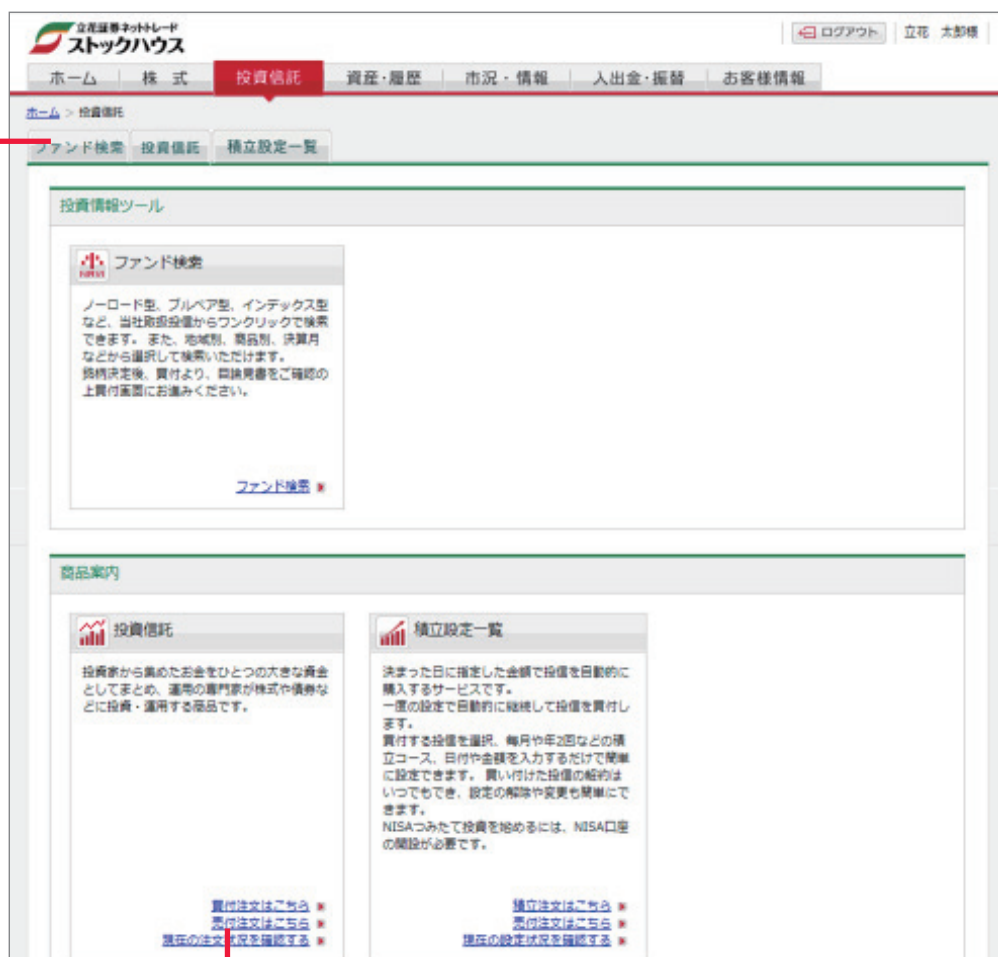 立花証券ネットトレード
ストックハウス
ログアウト 立花 太郎様
ホーム 株 式 投資信託 資産・履歴 市況・情報 入出金・振替 お客様情報
ホーム > 投資信託
ファンド検索 投資信託 積立設定一覧
投資情報ツール
ファンド検索
ノーロード型、ブルベア型、インデックス型
など、当社取扱投信からワンクリックで検索
できます。また、地域別、商品別、決算月
などから選択して検索いただけます。
銘柄決定後、買付より、目論見書をご確認の
上買付画面にお進みください。
ファンド検索
商品案内
投資信託
投資家から集めたお金をひとつの大きな資金
としてまとめ、運用の専門家が株式や債券な
どに投資・運用する商品です。
買付注文はこちら
売付注文はこちら
現在の注文状況を確認する
積立設定一覧
決まった日に指定した金額で投信を自動的に
購入するサービスです。
一度の設定で自動的に継続して投信を買付し
ます。
買付する投信を選択、毎月や年2回などの積
立コース、日付や金額を入力するだけで簡単
に設定できます。買い付けた投信の解約は
いつでもでき、設定の解除や変更も簡単にで
きます。
NISAつみたて投資を始めるには、NISA口座
の開設が必要です。
積立注文はこちら
売付注文はこちら
現在の設定状況を確認する